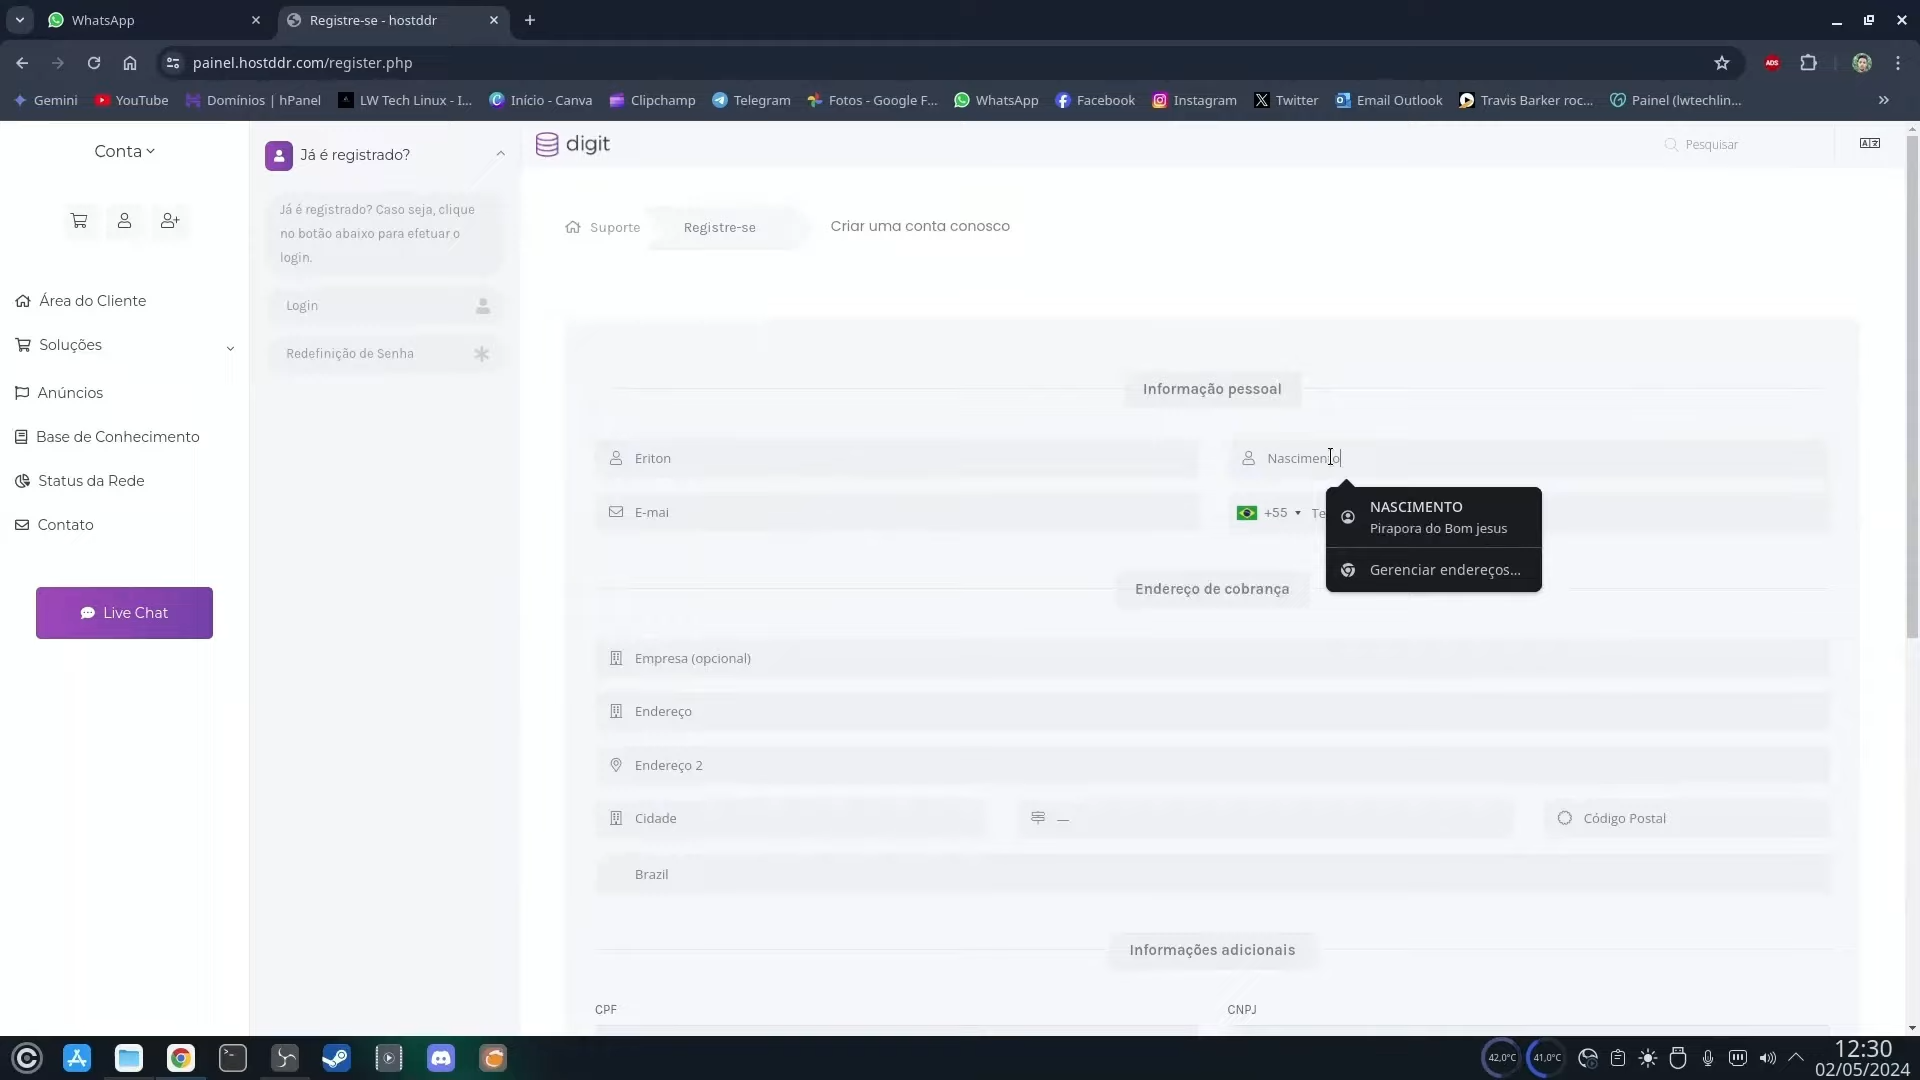 WhatsApp
Registre-se - hostddr
painel.hostddr.com/register.php
ADS
Gemini
YouTube
Domínios | hPanel
LW Tech Linux - I...
Início - Canva
Clipchamp
Telegram
Fotos - Google F...
WhatsApp
Facebook
Instagram
Twitter
Email Outlook
Travis Barker roc...
Painel (lwtechlin...
Conta
Já é registrado?
digit
Pesquisar
Já é registrado? Caso seja, clique
no botão abaixo para efetuar o
login.
Login
Redefinição de Senha
Suporte
Registre-se
Criar uma conta conosco
Área do Cliente
Soluções
Anúncios
Base de Conhecimento
Status da Rede
Contato
Live Chat
Informação pessoal
Eriton
Nascimento
E-mai
+55
Te
NASCIMENTO
Pirapora do Bom jesus
Gerenciar endereços...
Endereço de cobrança
Empresa (opcional)
Endereço
Endereço 2
Cidade
—
Código Postal
Brazil
Informações adicionais
CPF
CNPJ
42,0°C
41,0°C
12:30
02/05/2024